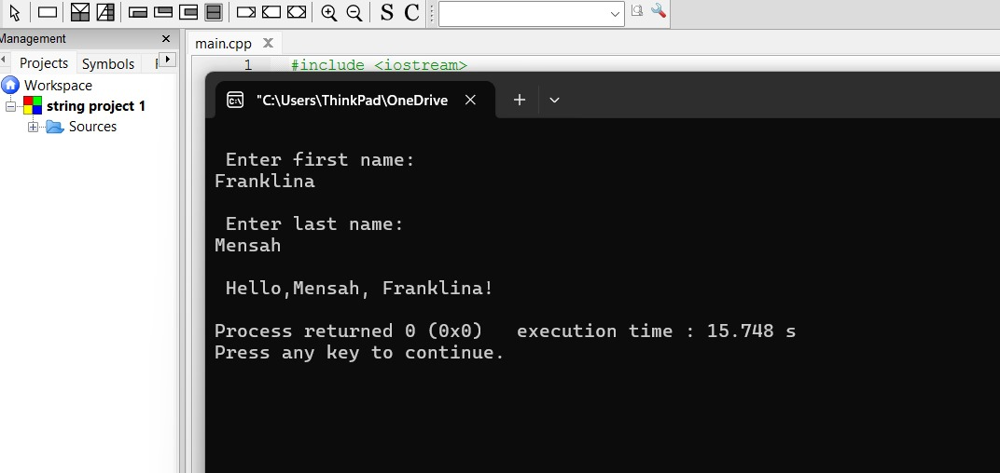 S C
Management
main.cpp
Projects Symbols
1 #include <iostream>
Workspace
string project 1
Sources
"C:\Users\ThinkPad\OneDrive
Enter first name:
Franklina
Enter last name:
Mensah
Hello,Mensah, Franklina!
Process returned 0 (0x0) execution time : 15.748 s
Press any key to continue.